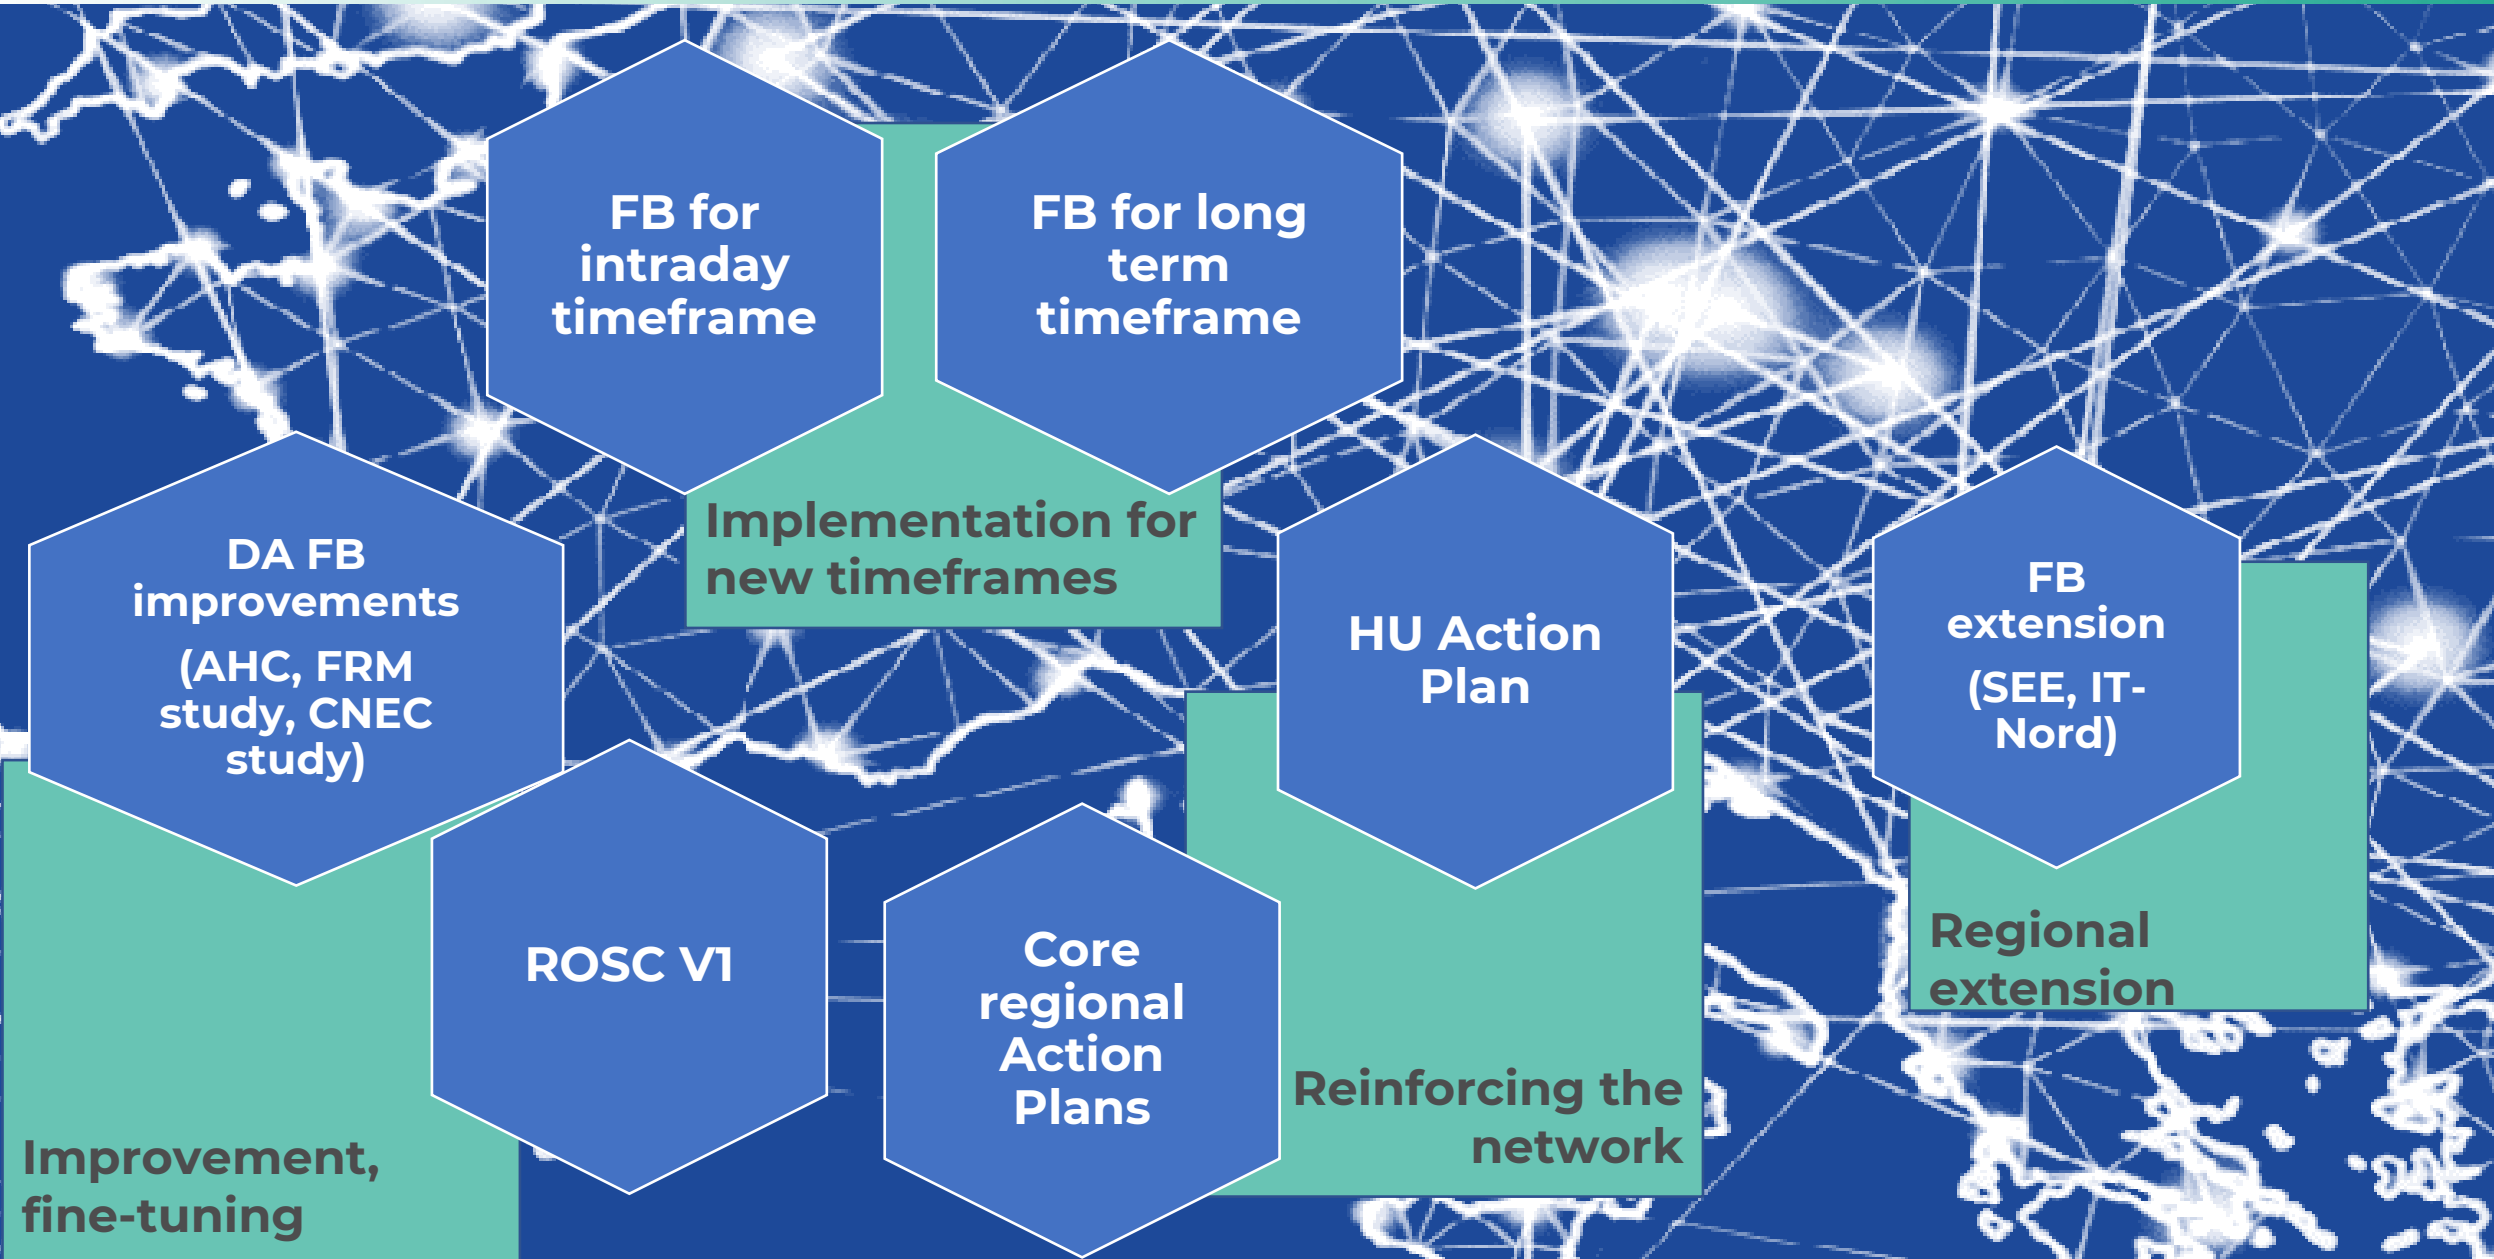 FB for
intraday
timeframe
FB for long
term
timeframe
Implementation for
new timeframes
DA FB
improvements
(AHC, FRM
study, CNEC
study)
ROSC V1
Improvement,
fine-tuning
HU Action
Plan
Core
regional
Action
Plans
Reinforcing the
network
FB
extension
(SEE, IT-
Nord)
Regional
extension